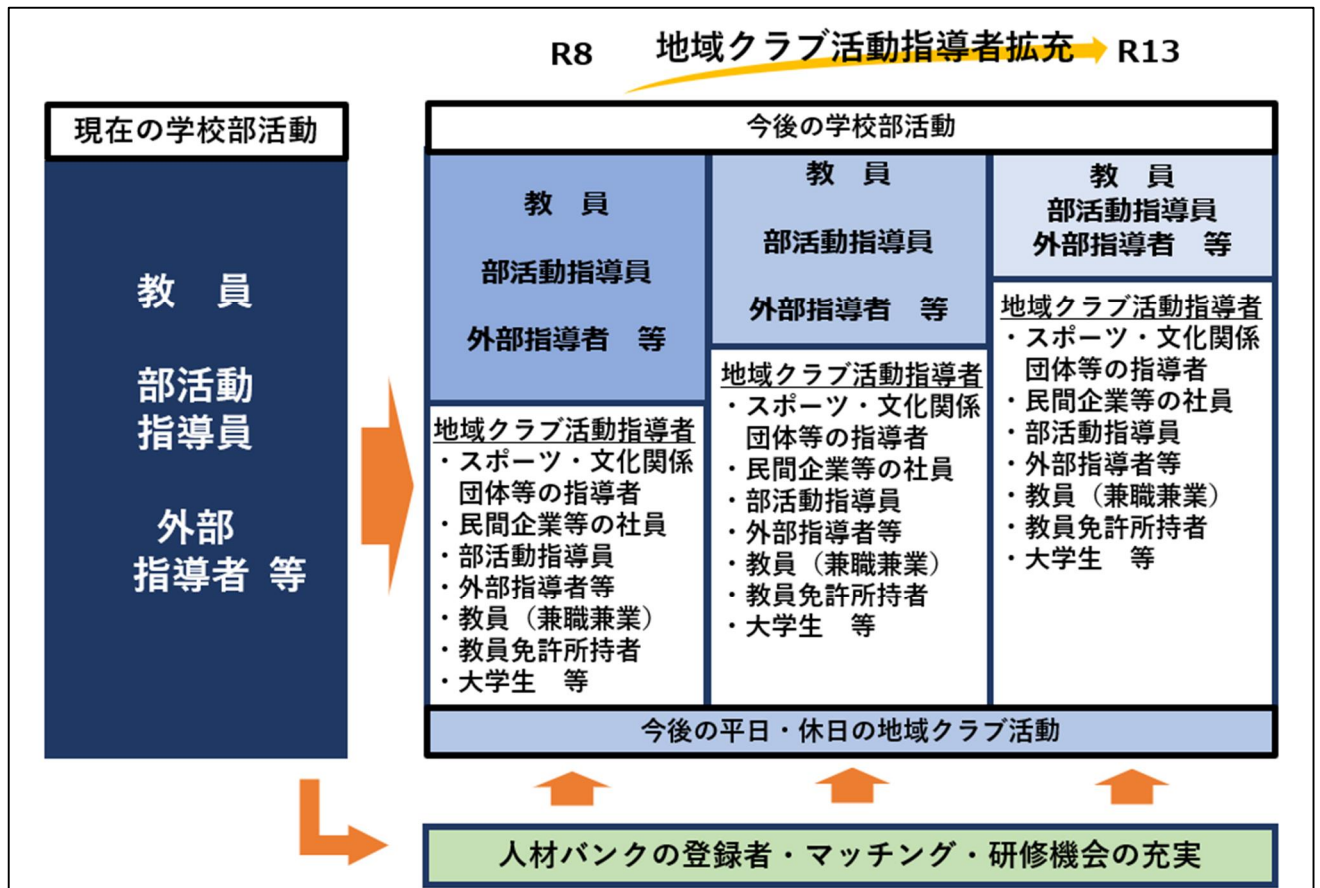 R8 地域クラブ活動指導者拡充 R13
現在の学校部活動
教　員
部活動
指導員
外部
指導者 等
今後の学校部活動
教　員
部活動指導員
外部指導者　等
地域クラブ活動指導者
・スポーツ・文化関係
団体等の指導者
・民間企業等の社員
・部活動指導員
・外部指導者等
・教員（兼職兼業）
・教員免許所持者
・大学生　等
教　員
部活動指導員
外部指導者　等
地域クラブ活動指導者
・スポーツ・文化関係
団体等の指導者
・民間企業等の社員
・部活動指導員
・外部指導者等
・教員（兼職兼業）
・教員免許所持者
・大学生　等
教　員
部活動指導員
外部指導者　等
地域クラブ活動指導者
・スポーツ・文化関係
団体等の指導者
・民間企業等の社員
・部活動指導員
・外部指導者等
・教員（兼職兼業）
・教員免許所持者
・大学生　等
今後の平日・休日の地域クラブ活動
人材バンクの登録者・マッチング・研修機会の充実